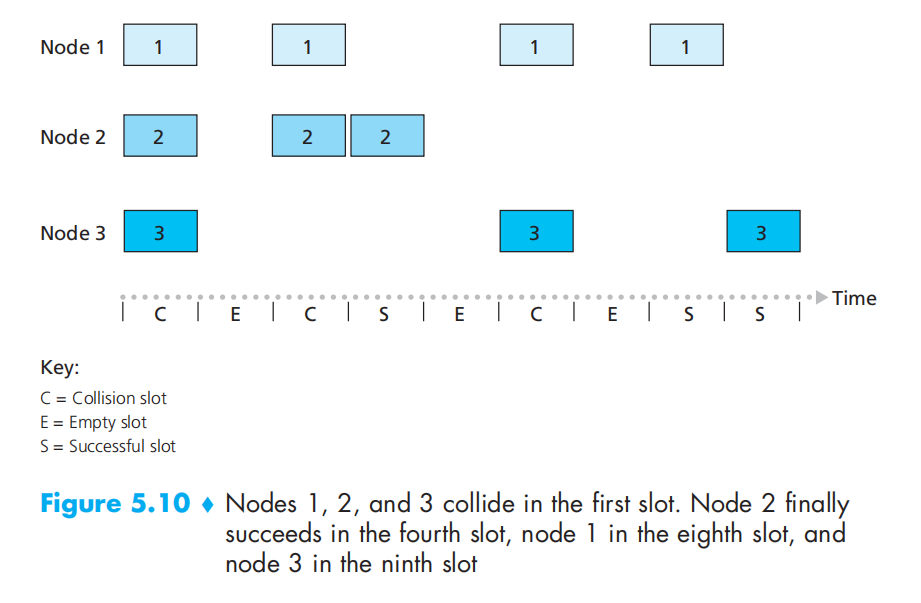 Node 1 1 1 1 1
Node 2 2 2 2
Node 3 3 3 3
Time
C E C S E C E S S
Key:
C = Collision slot
E = Empty slot
S = Successful slot
Figure 5.10 ♦ Nodes 1, 2, and 3 collide in the first slot. Node 2 finally
succeeds in the fourth slot, node 1 in the eighth slot, and
node 3 in the ninth slot